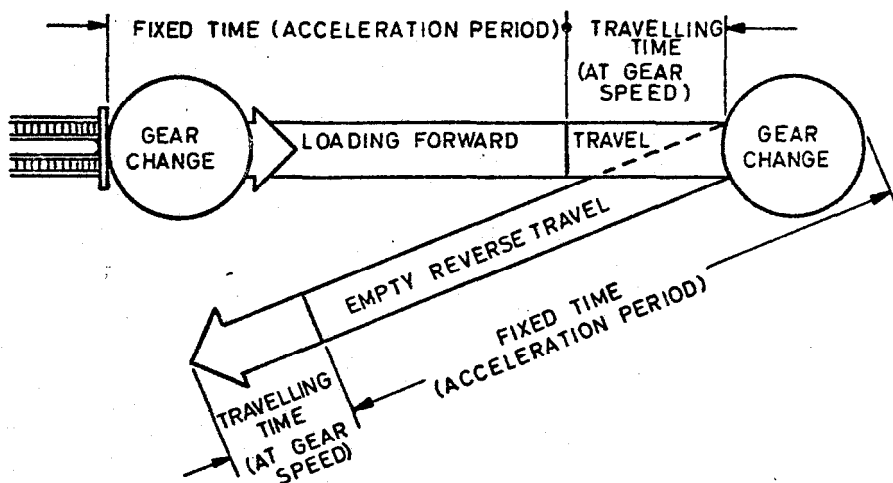 FIXED TIME (ACCELERATION PERIOD)
TRAVELLING
TIME
(AT GEAR
SPEED)
GEAR
CHANGE
LOADING FORWARD
TRAVEL
GEAR
CHANGE
EMPTY REVERSE TRAVEL
FIXED TIME
(ACCELERATION PERIOD)
TRAVELLING
TIME
(AT GEAR
SPEED)